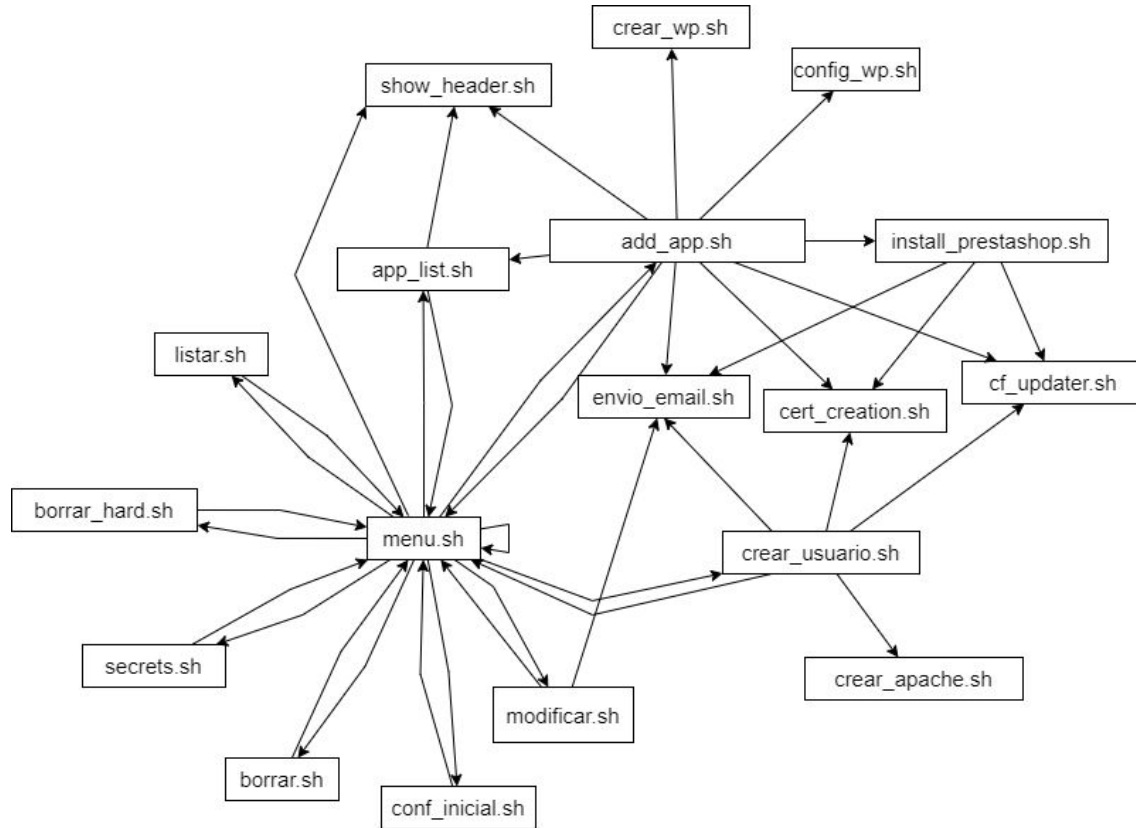 crear_wp.sh
config_wp.sh
show_header.sh
add_app.sh
install_prestashop.sh
app_list.sh
listar.sh
envio_email.sh
cert_creation.sh
cf_updater.sh
borrar_hard.sh
menu.sh
crear_usuario.sh
secrets.sh
crear_apache.sh
modificar.sh
borrar.sh
conf_inicial.sh